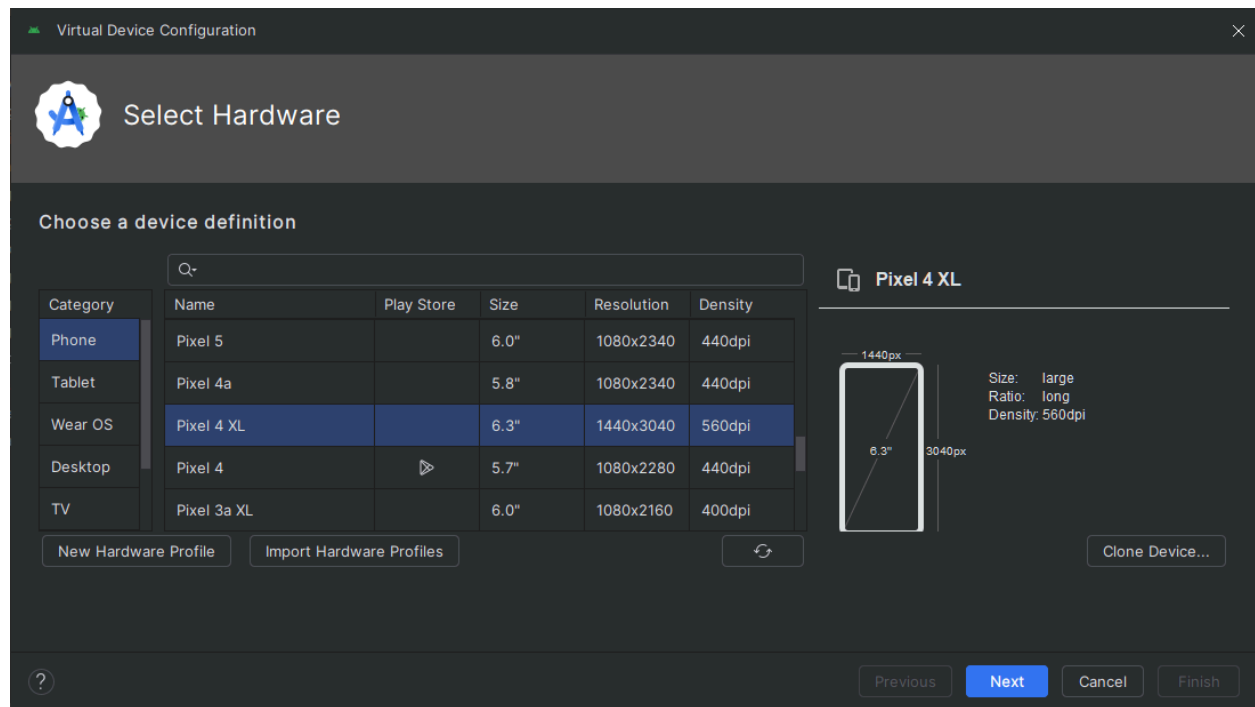 Virtual Device Configuration
Select Hardware
Choose a device definition
Category
Phone
Tablet
Wear OS
Desktop
TV
Name Play Store Size Resolution Density
Pixel 5 6.0" 1080x2340 440dpi
Pixel 4a 5.8" 1080x2340 440dpi
Pixel 4 XL 6.3" 1440x3040 560dpi
Pixel 4 5.7" 1080x2280 440dpi
Pixel 3a XL 6.0" 1080x2160 400dpi
New Hardware Profile Import Hardware Profiles
Pixel 4 XL
1440px
6.3" 3040px
Size: large
Ratio: long
Density: 560dpi
Clone Device...
? Previous Next Cancel Finish